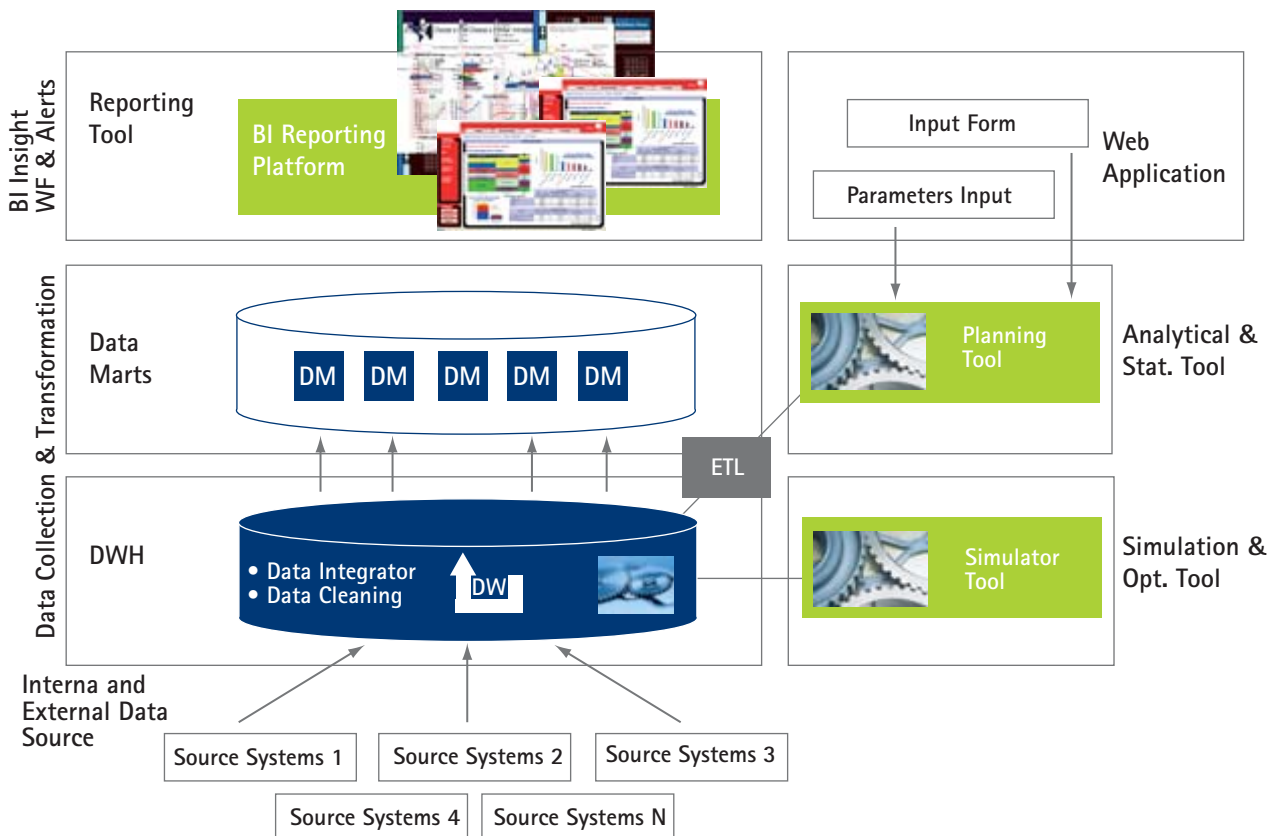 BI Insight
WF & Alerts
Reporting
Tool
BI Reporting
Platform
Input Form
Parameters Input
Web
Application
Data Collection & Transformation
Data
Marts
DM
DM
DM
DM
DM
Planning
Tool
Analytical &
Stat. Tool
ETL
DWH
• Data Integrator
• Data Cleaning
DW
Simulator
Tool
Simulation &
Opt. Tool
Interna and
External Data
Source
Source Systems 1
Source Systems 2
Source Systems 3
Source Systems 4
Source Systems N